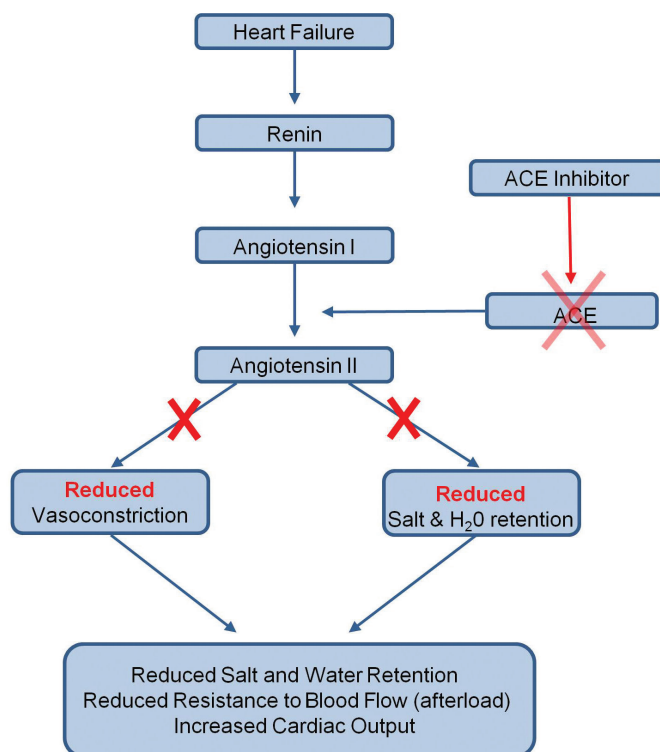 Heart Failure
Renin
ACE Inhibitor
Angiotensin I
ACE
Angiotensin II
Reduced
Vasoconstriction
Reduced
Salt & H₂0 retention
Reduced Salt and Water Retention
Reduced Resistance to Blood Flow (afterload)
Increased Cardiac Output